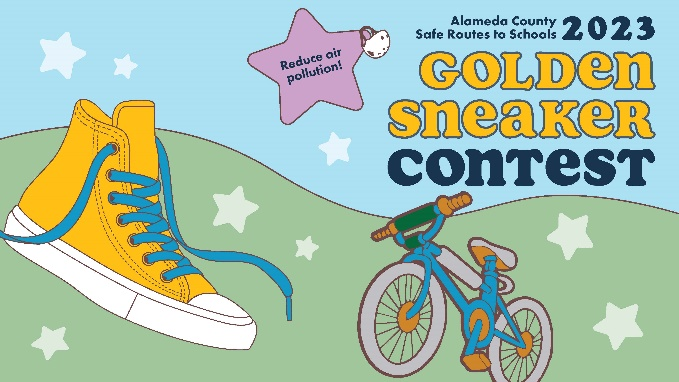 Alameda County
Safe Routes to Schools 2023
GOLDEN
SNEAKER
CONTEST
Reduce air
pollution!